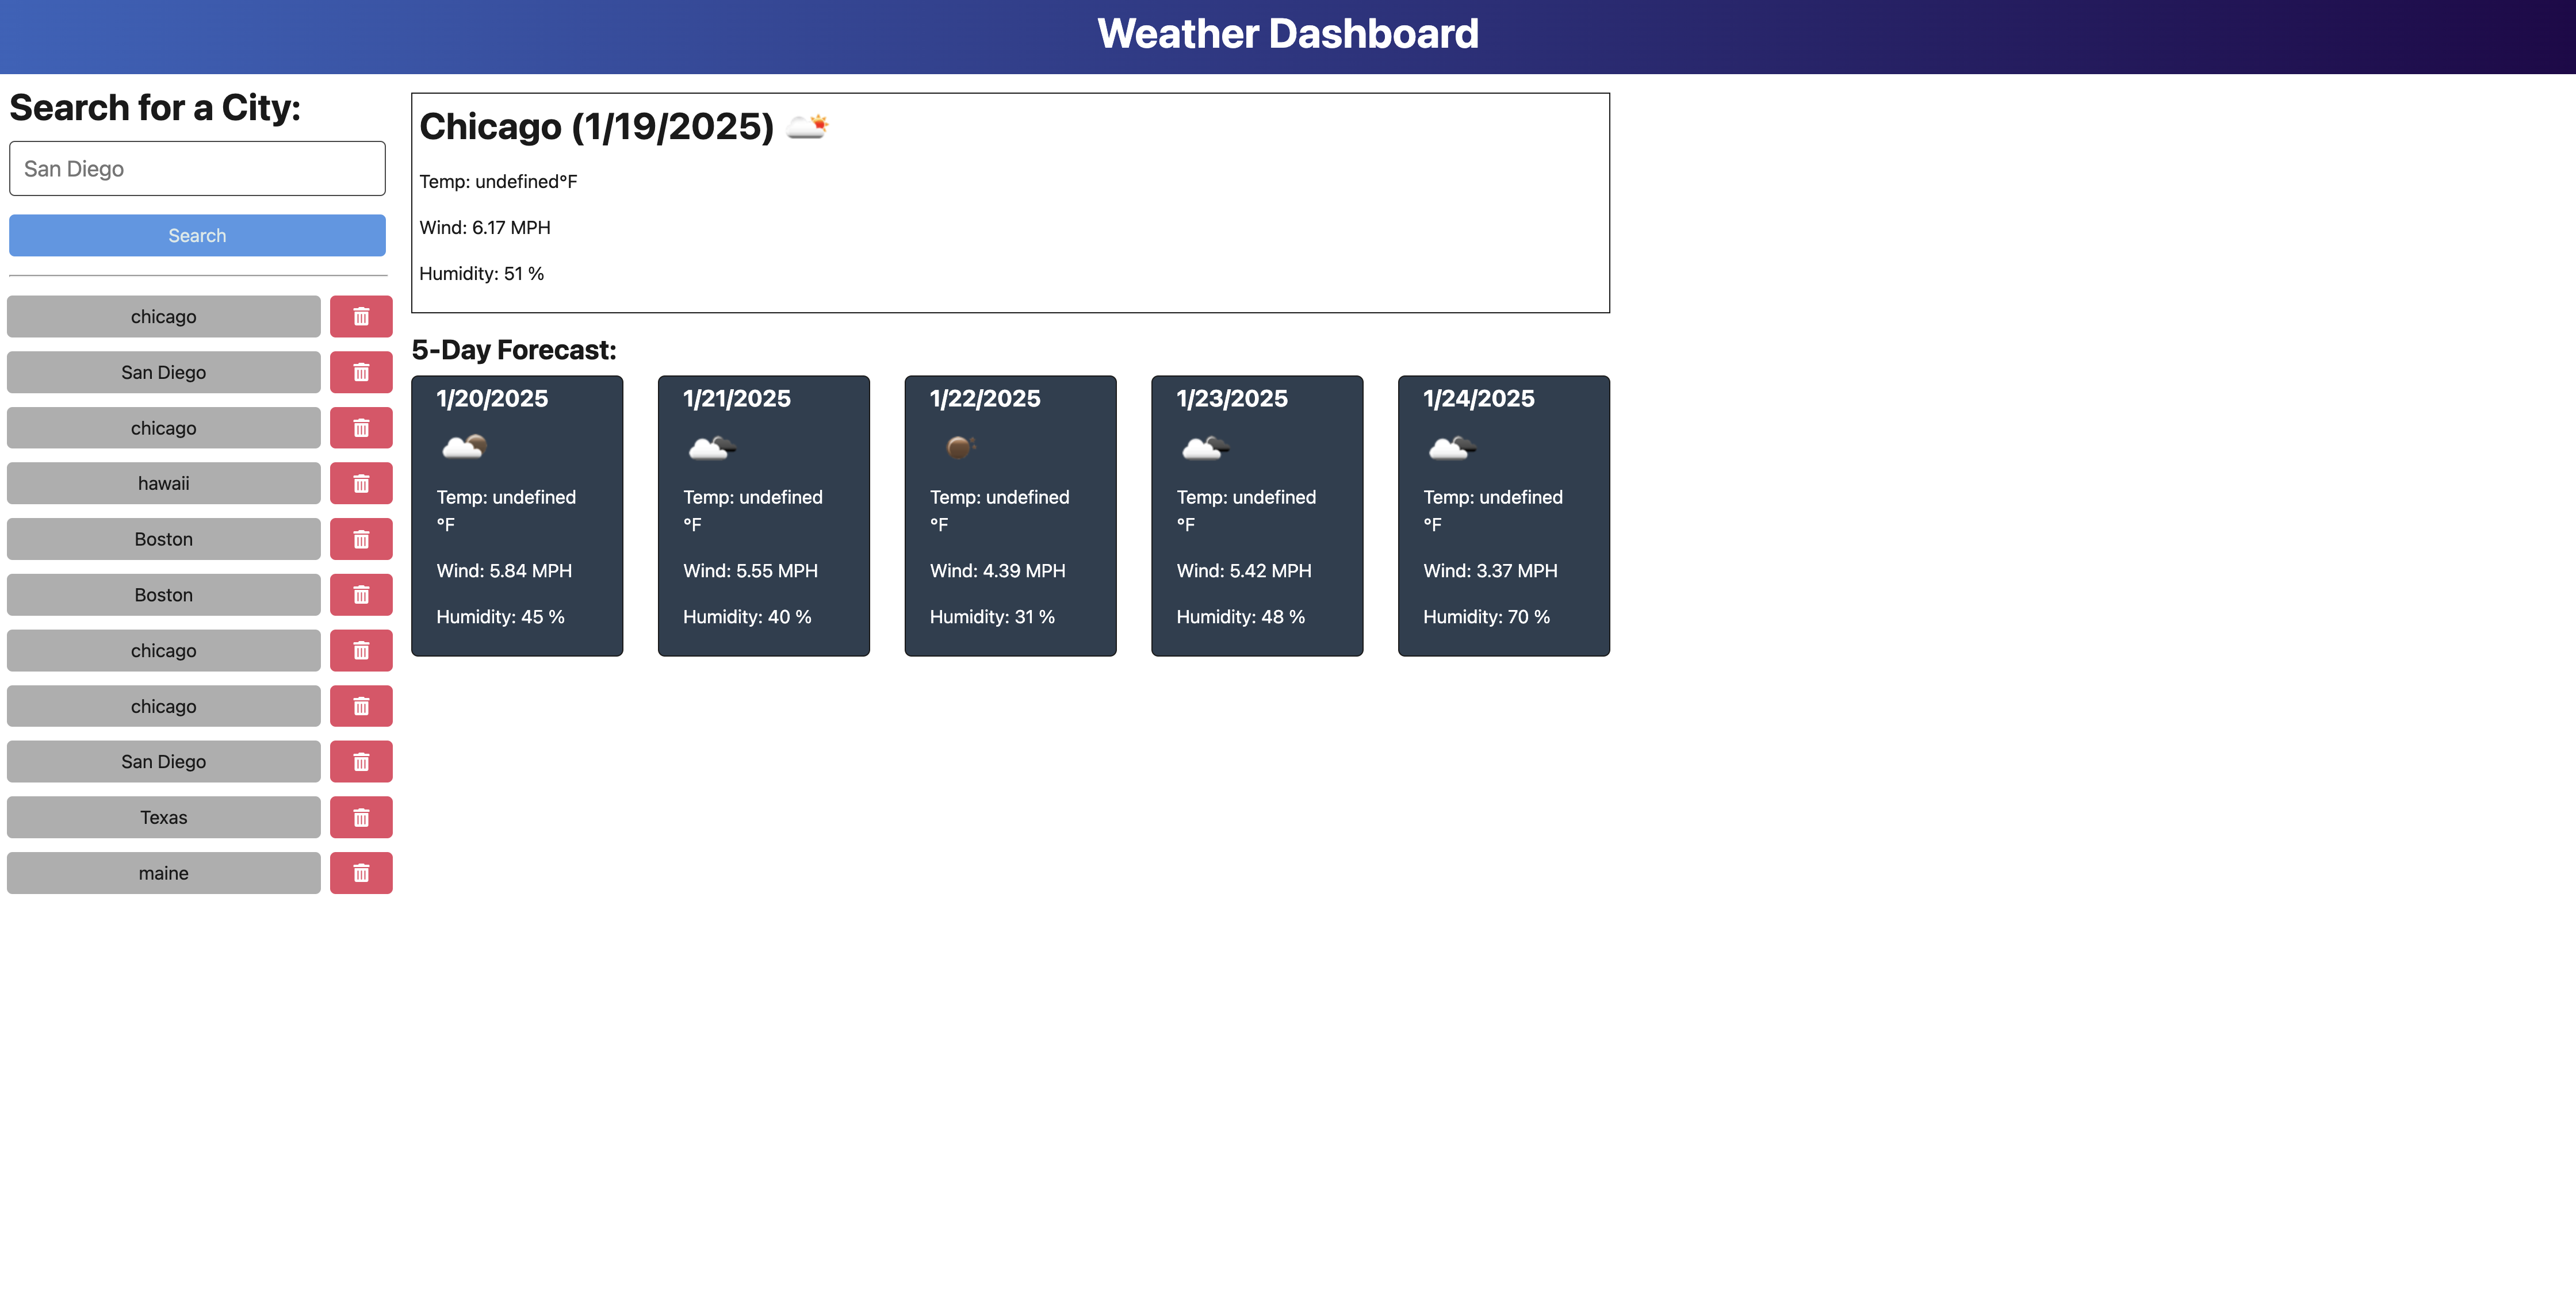 Weather Dashboard
Search for a City:
San Diego
Search
chicago
San Diego
chicago
hawaii
Boston
Boston
chicago
chicago
San Diego
Texas
maine
Chicago (1/19/2025)
Temp: undefined°F
Wind: 6.17 MPH
Humidity: 51 %
5-Day Forecast:
1/20/2025
Temp: undefined
°F
Wind: 5.84 MPH
Humidity: 45 %
1/21/2025
Temp: undefined
°F
Wind: 5.55 MPH
Humidity: 40 %
1/22/2025
Temp: undefined
°F
Wind: 4.39 MPH
Humidity: 31 %
1/23/2025
Temp: undefined
°F
Wind: 5.42 MPH
Humidity: 48 %
1/24/2025
Temp: undefined
°F
Wind: 3.37 MPH
Humidity: 70 %